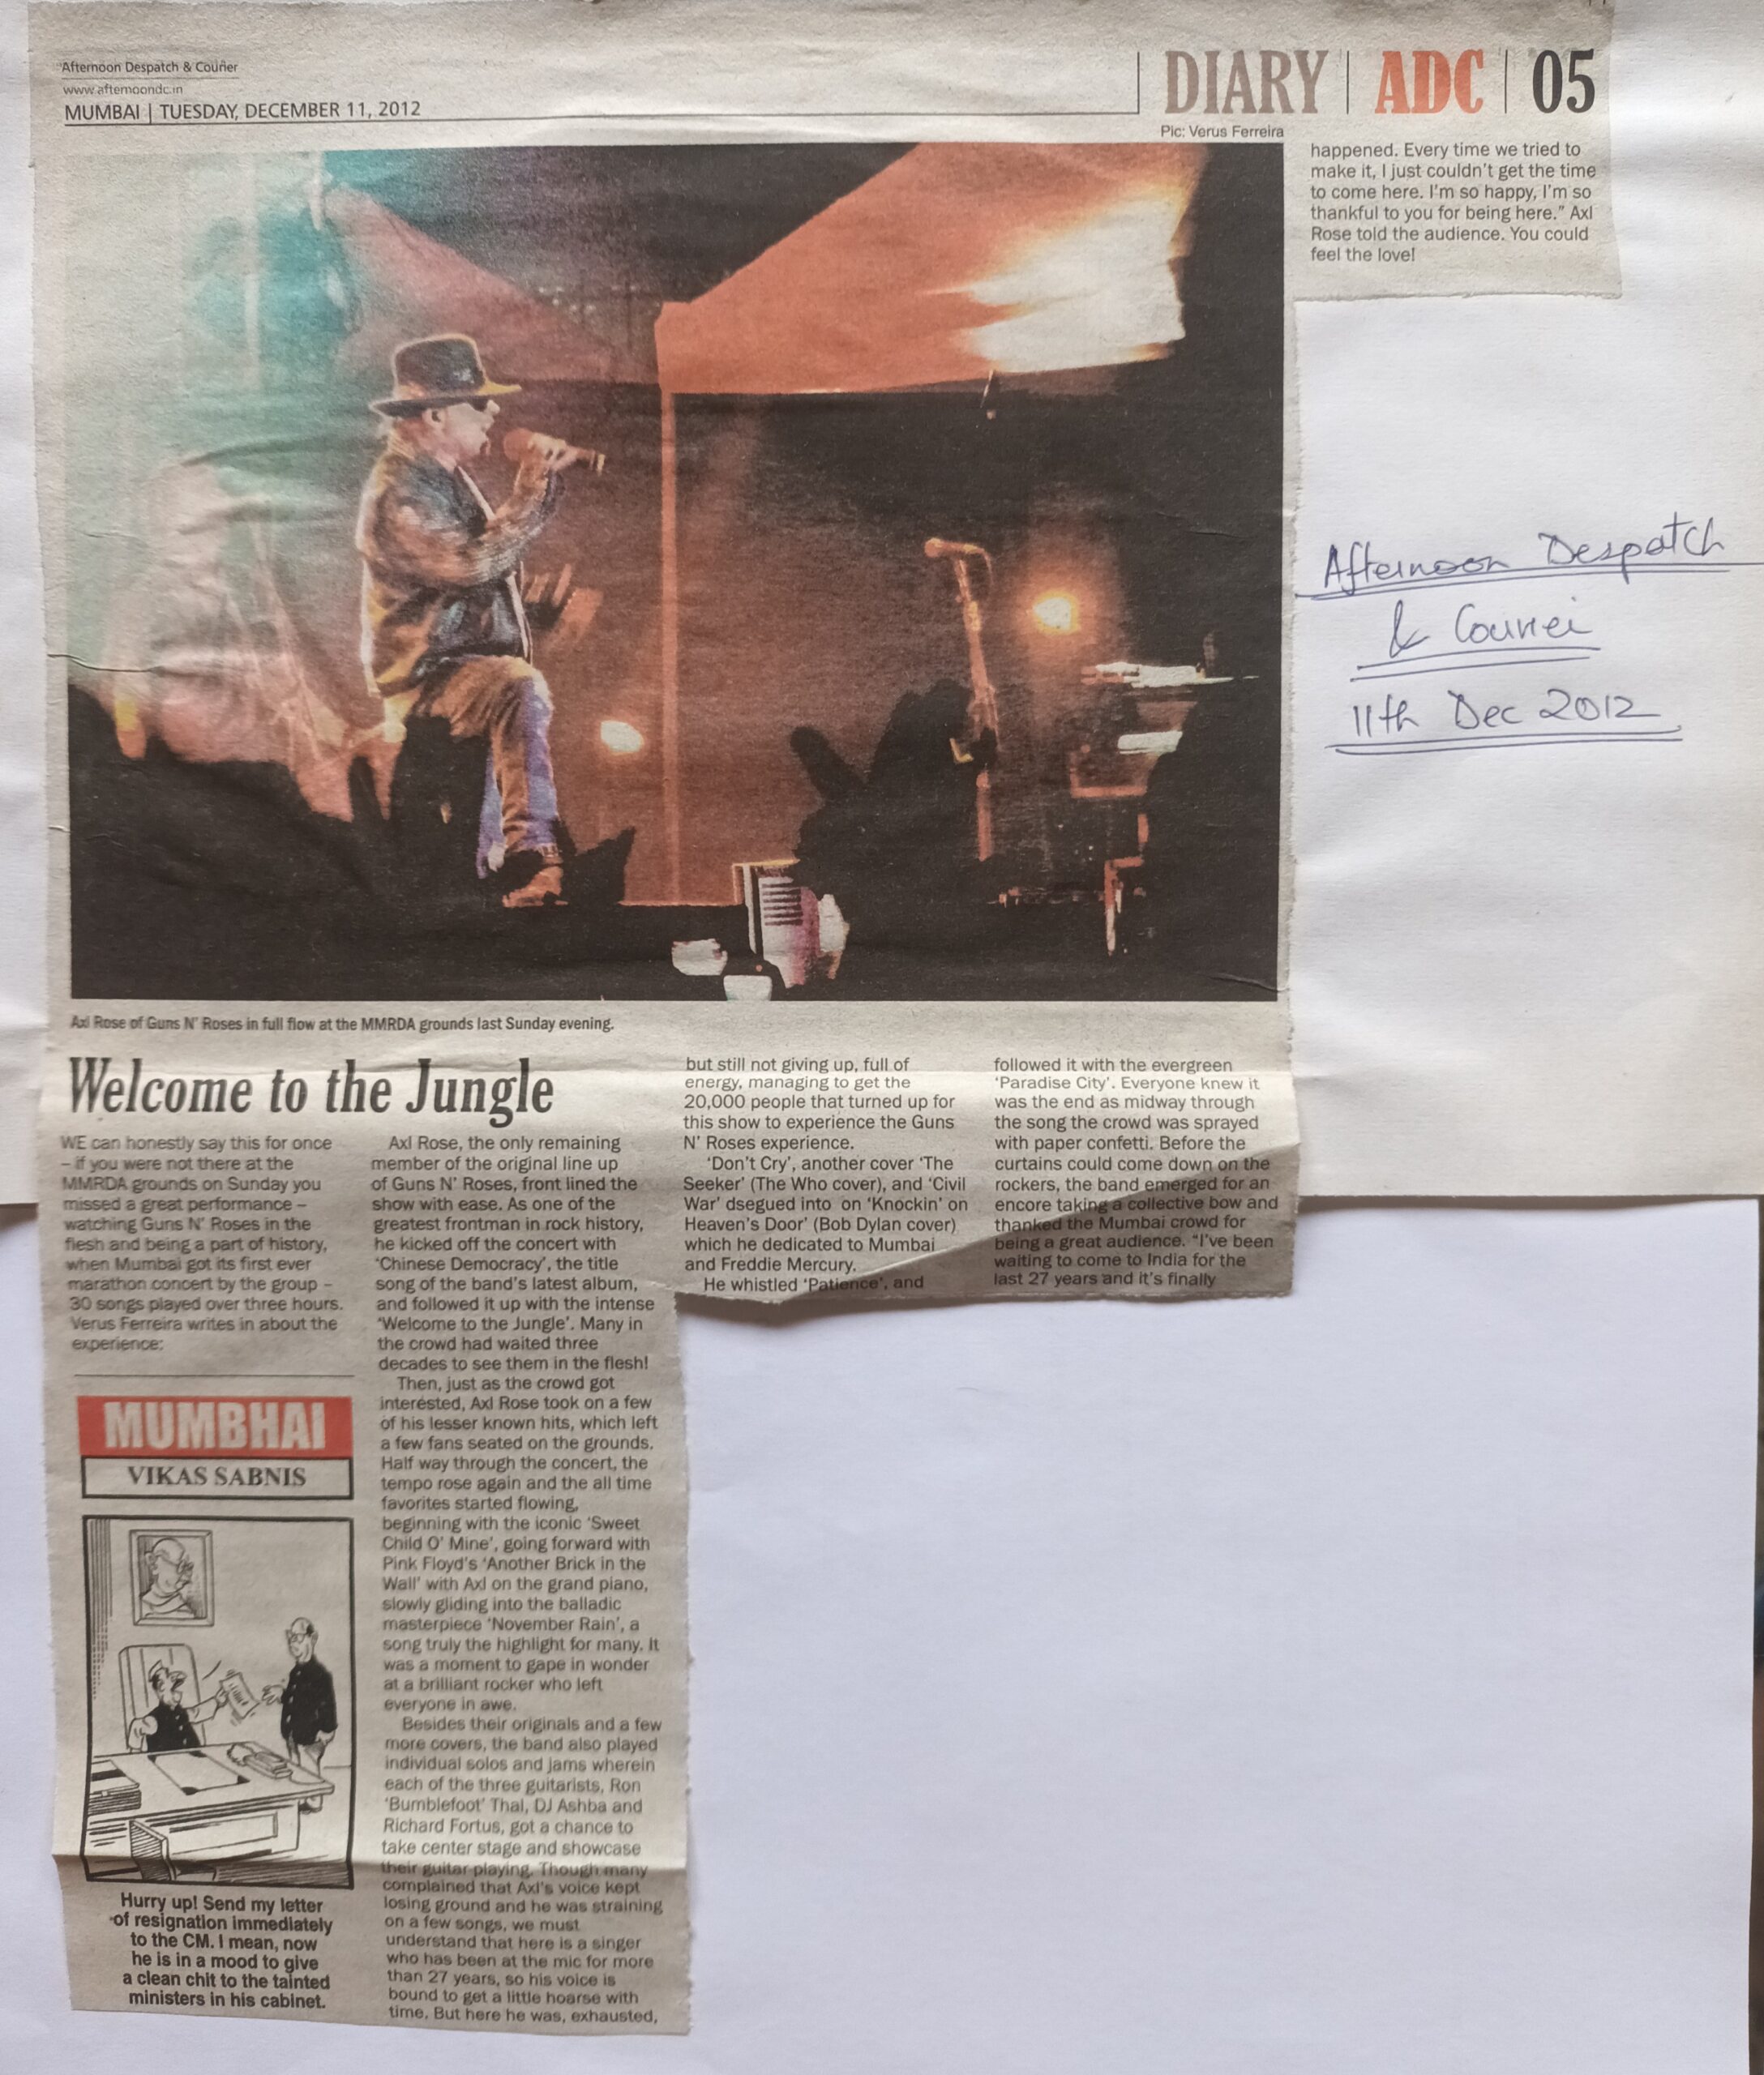 Afternoon Despatch & Courier
www.afternoondc.in
MUMBAI | TUESDAY, DECEMBER 11, 2012
DIARY | ADC | 05
Pic: Verus Ferreira
Axl Rose of Guns N' Roses in full flow at the MMRDA grounds last Sunday evening.
Welcome to the Jungle
WE can honestly say this for once
– if you were not there at the
MMRDA grounds on Sunday you
missed a great performance –
watching Guns N' Roses in the
flesh and being a part of history,
when Mumbai got its first ever
marathon concert by the group –
30 songs played over three hours.
Verus Ferreira writes in about the
experience:
Axl Rose, the only remaining
member of the original line up
of Guns N' Roses, front lined the
show with ease. As one of the
greatest frontman in rock history,
he kicked off the concert with
'Chinese Democracy', the title
song of the band's latest album,
and followed it up with the intense
'Welcome to the Jungle'. Many in
the crowd had waited three
decades to see them in the flesh!
Then, just as the crowd got
interested, Axl Rose took on a few
of his lesser known hits, which left
a few fans seated on the grounds.
Half way through the concert, the
tempo rose again and the all time
favorites started flowing,
beginning with the iconic 'Sweet
Child O' Mine', going forward with
Pink Floyd's 'Another Brick in the
Wall' with Axl on the grand piano,
slowly gliding into the balladic
masterpiece 'November Rain', a
song truly the highlight for many. It
was a moment to gape in wonder
at a brilliant rocker who left
everyone in awe.
Besides their originals and a few
more covers, the band also played
individual solos and jams wherein
each of the three guitarists, Ron
'Bumblefoot' Thal, DJ Ashba and
Richard Fortus, got a chance to
take center stage and showcase
their guitar playing. Though many
complained that Axl's voice kept
losing ground and he was straining
on a few songs, we must
understand that here is a singer
who has been at the mic for more
than 27 years, so his voice is
bound to get a little hoarse with
time. But here he was, exhausted,
but still not giving up, full of
energy, managing to get the
20,000 people that turned up for
this show to experience the Guns
N' Roses experience.
'Don't Cry', another cover 'The
Seeker' (The Who cover), and 'Civil
War' dsegued into on 'Knockin' on
Heaven's Door' (Bob Dylan cover)
which he dedicated to Mumbai
and Freddie Mercury.
He whistled 'Patience', and
followed it with the evergreen
'Paradise City'. Everyone knew it
was the end as midway through
the song the crowd was sprayed
with paper confetti. Before the
curtains could come down on the
rockers, the band emerged for an
encore taking a collective bow and
thanked the Mumbai crowd for
being a great audience. "I've been
waiting to come to India for the
last 27 years and it's finally
happened. Every time we tried to
make it, I just couldn't get the time
to come here. I'm so happy, I'm so
thankful to you for being here." Axl
Rose told the audience. You could
feel the love!
MUMBHAI
VIKAS SABNIS
Hurry up! Send my letter
of resignation immediately
to the CM. I mean, now
he is in a mood to give
a clean chit to the tainted
ministers in his cabinet.
Afternoon Despatch
& Courier
11th Dec 2012